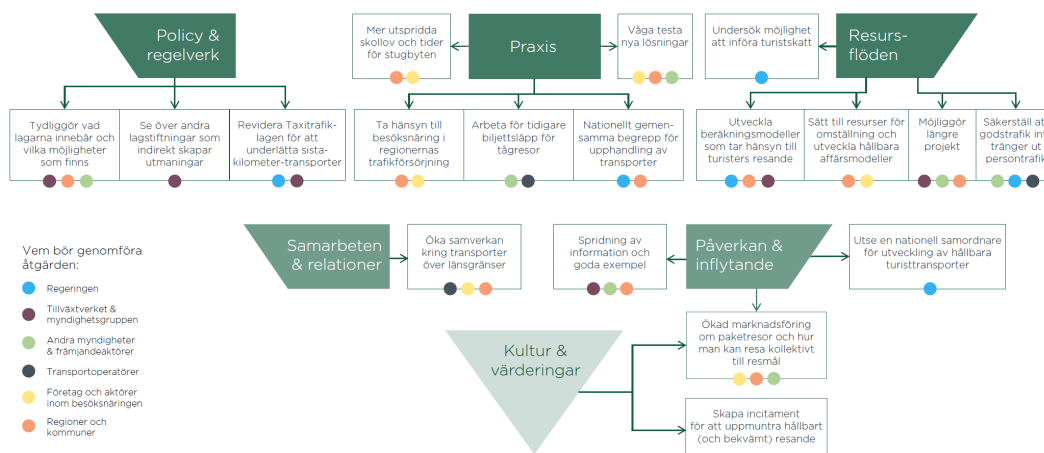 Policy &
regelverk
Tydliggör vad
lagarna innebär och
vilka möjligheter
som finns
Se över andra
lagstiftningar som
indirekt skapar
utmaningar
Revidera Taxitrafik-
lagen för att
underlätta sista-
kilometer-transporter
Mer utspridda
skollov och tider
för stugbyten
Praxis
Våga testa
nya lösningar
Ta hänsyn till
besöksnäring i
regionernas
trafikförsörjning
Arbeta för tidigare
biljettsläpp för
tågresor
Nationellt gemen-
samma begrepp för
upphandling av
transporter
Undersök möjlighet
att införa turistskatt
Resurs-
flöden
Utveckla
beräkningsmodeller
som tar hänsyn till
turisters resande
Sätt till resurser för
omställning och
utveckla hållbara
affärsmodeller
Möjliggör
längre
projekt
Säkerställ at
godstrafik int
tränger ut
persontrafik
Samarbeten
& relationer
Öka samverkan
kring transporter
över länsgränser
Spridning av
information och
goda exempel
Påverkan &
inflytande
Utse en nationell samordnare
för utveckling av hållbara
turisttransporter
Kultur &
värderingar
Ökad marknadsföring
om paketresor och hur
man kan resa kollektivt
till resmål
Skapa incitament
för att uppmuntra hållbart
(och bekvämt) resande
Vem bör genomföra
åtgärden:
Regeringen
Tillväxtverket &
myndighetsgruppen
Andra myndigheter
& främjandeaktörer
Transportoperatörer
Företag och aktörer
inom besöksnäringen
Regioner och
kommuner